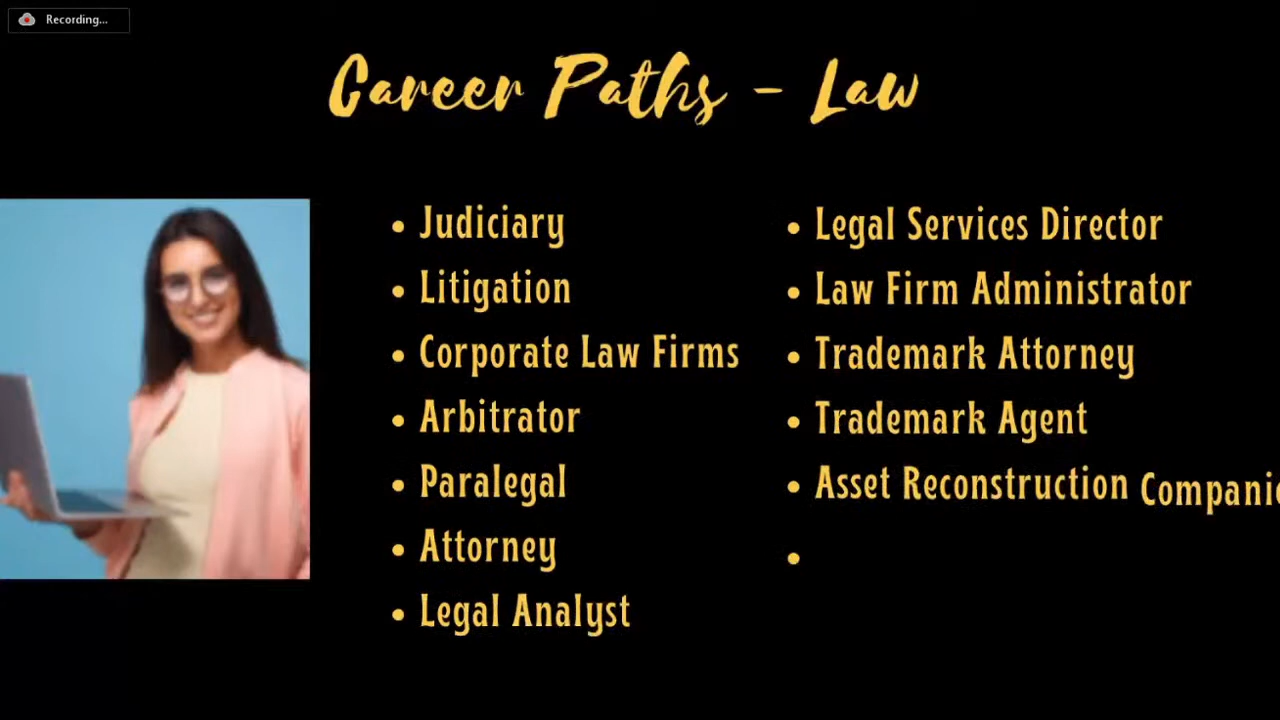 Recording...
Career Paths - Law
• Judiciary
• Litigation
• Corporate Law Firms
• Arbitrator
• Paralegal
• Attorney
• Legal Analyst
• Legal Services Director
• Law Firm Administrator
• Trademark Attorney
• Trademark Agent
• Asset Reconstruction Companie
•